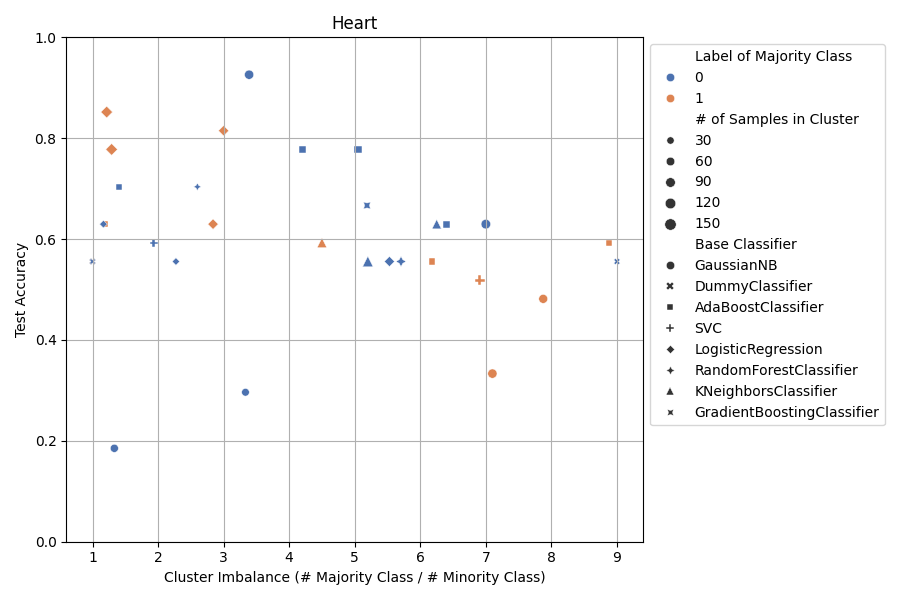 Heart
1.0
0.8
0.6
0.4
0.2
0.0
Test Accuracy
1 2 3 4 5 6 7 8 9
Cluster Imbalance (# Majority Class / # Minority Class)
Label of Majority Class
0
1
# of Samples in Cluster
30
60
90
120
150
Base Classifier
GaussianNB
DummyClassifier
AdaBoostClassifier
SVC
LogisticRegression
RandomForestClassifier
KNeighborsClassifier
GradientBoostingClassifier